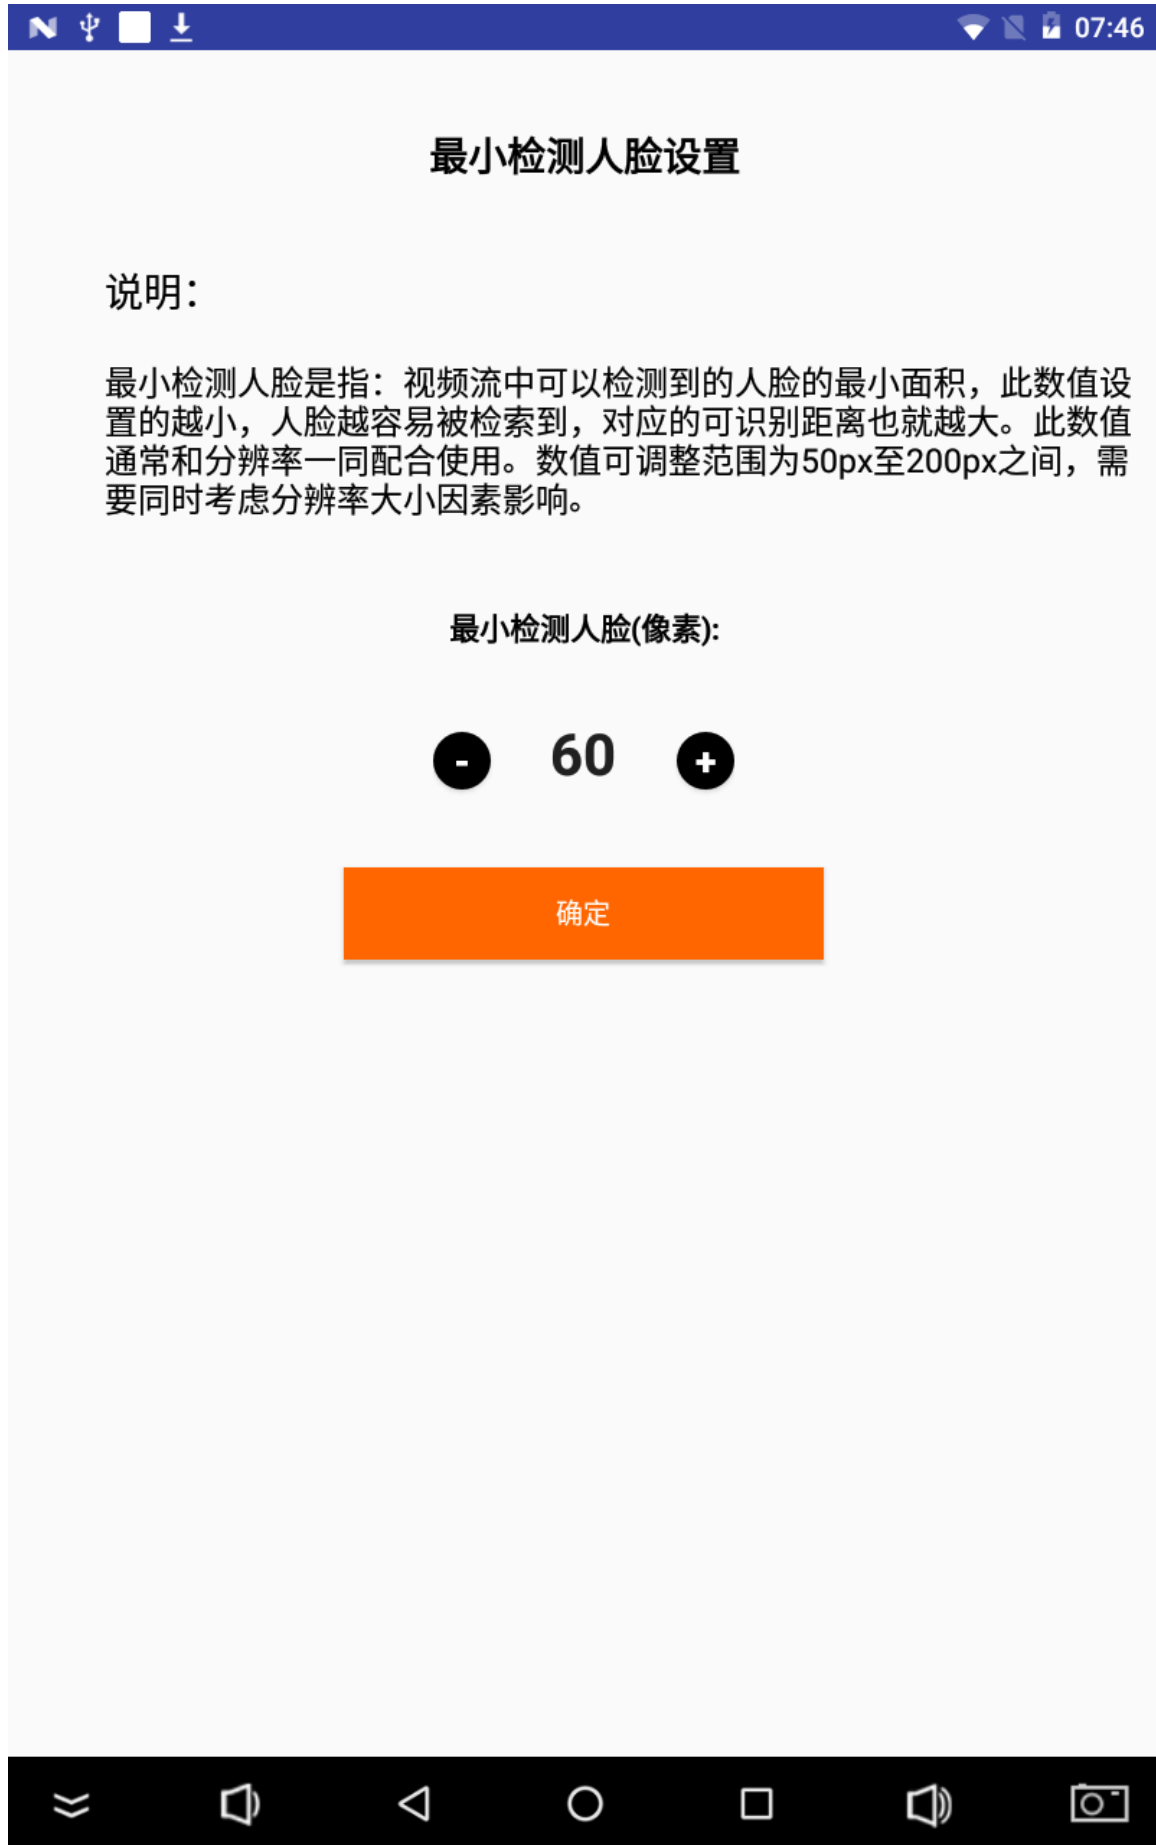 07:46
最小检测人脸设置
说明：
最小检测人脸是指：视频流中可以检测到的人脸的最小面积，此数值设
置的越小，人脸越容易被检索到，对应的可识别距离也就越大。此数值
通常和分辨率一同配合使用。数值可调整范围为50px至200px之间，需
要同时考虑分辨率大小因素影响。
最小检测人脸(像素):
- 60 +
确定